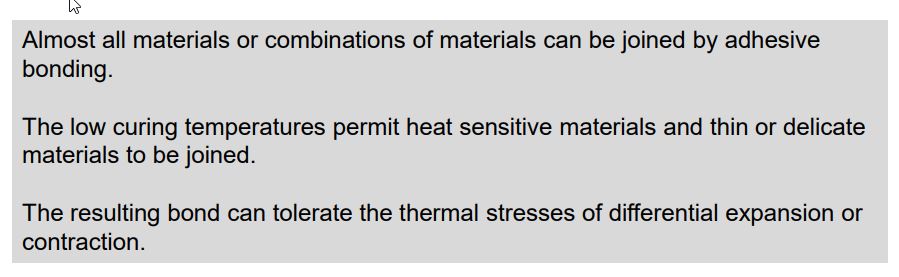 Almost all materials or combinations of materials can be joined by adhesive
bonding.
The low curing temperatures permit heat sensitive materials and thin or delicate
materials to be joined.
The resulting bond can tolerate the thermal stresses of differential expansion or
contraction.